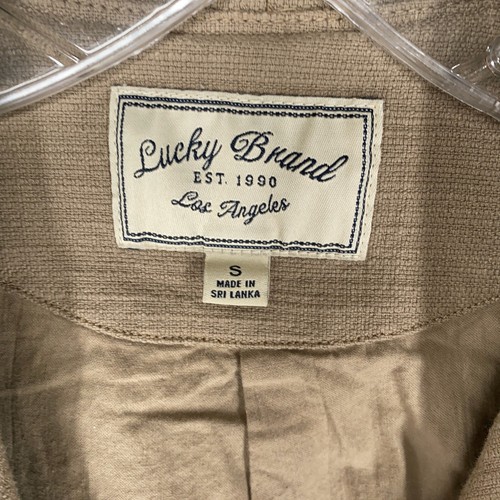 Lucky Brand
EST. 1990
Los Angeles
S
MADE IN
SRI LANKA